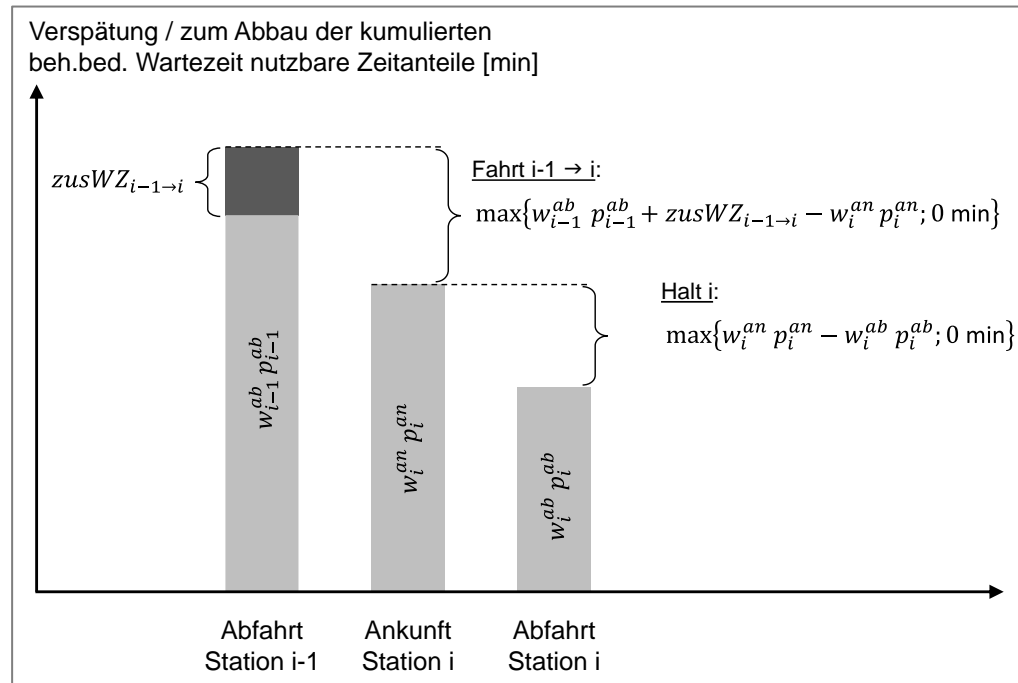 Verspätung / zum Abbau der kumulierten
beh.bed. Wartezeit nutzbare Zeitanteile [min]
zusWZ_{i−1→i}
Fahrt i-1 → i:
max{w_{i−1}^{ab} p_{i−1}^{ab} + zusWZ_{i−1→i} − w_i^{an} p_i^{an}; 0 min}
Halt i:
max{w_i^{an} p_i^{an} − w_i^{ab} p_i^{ab}; 0 min}
w_{i−1}^{ab} p_{i−1}^{ab}
w_i^{an} p_i^{an}
w_i^{ab} p_i^{ab}
Abfahrt
Station i-1
Ankunft
Station i
Abfahrt
Station i